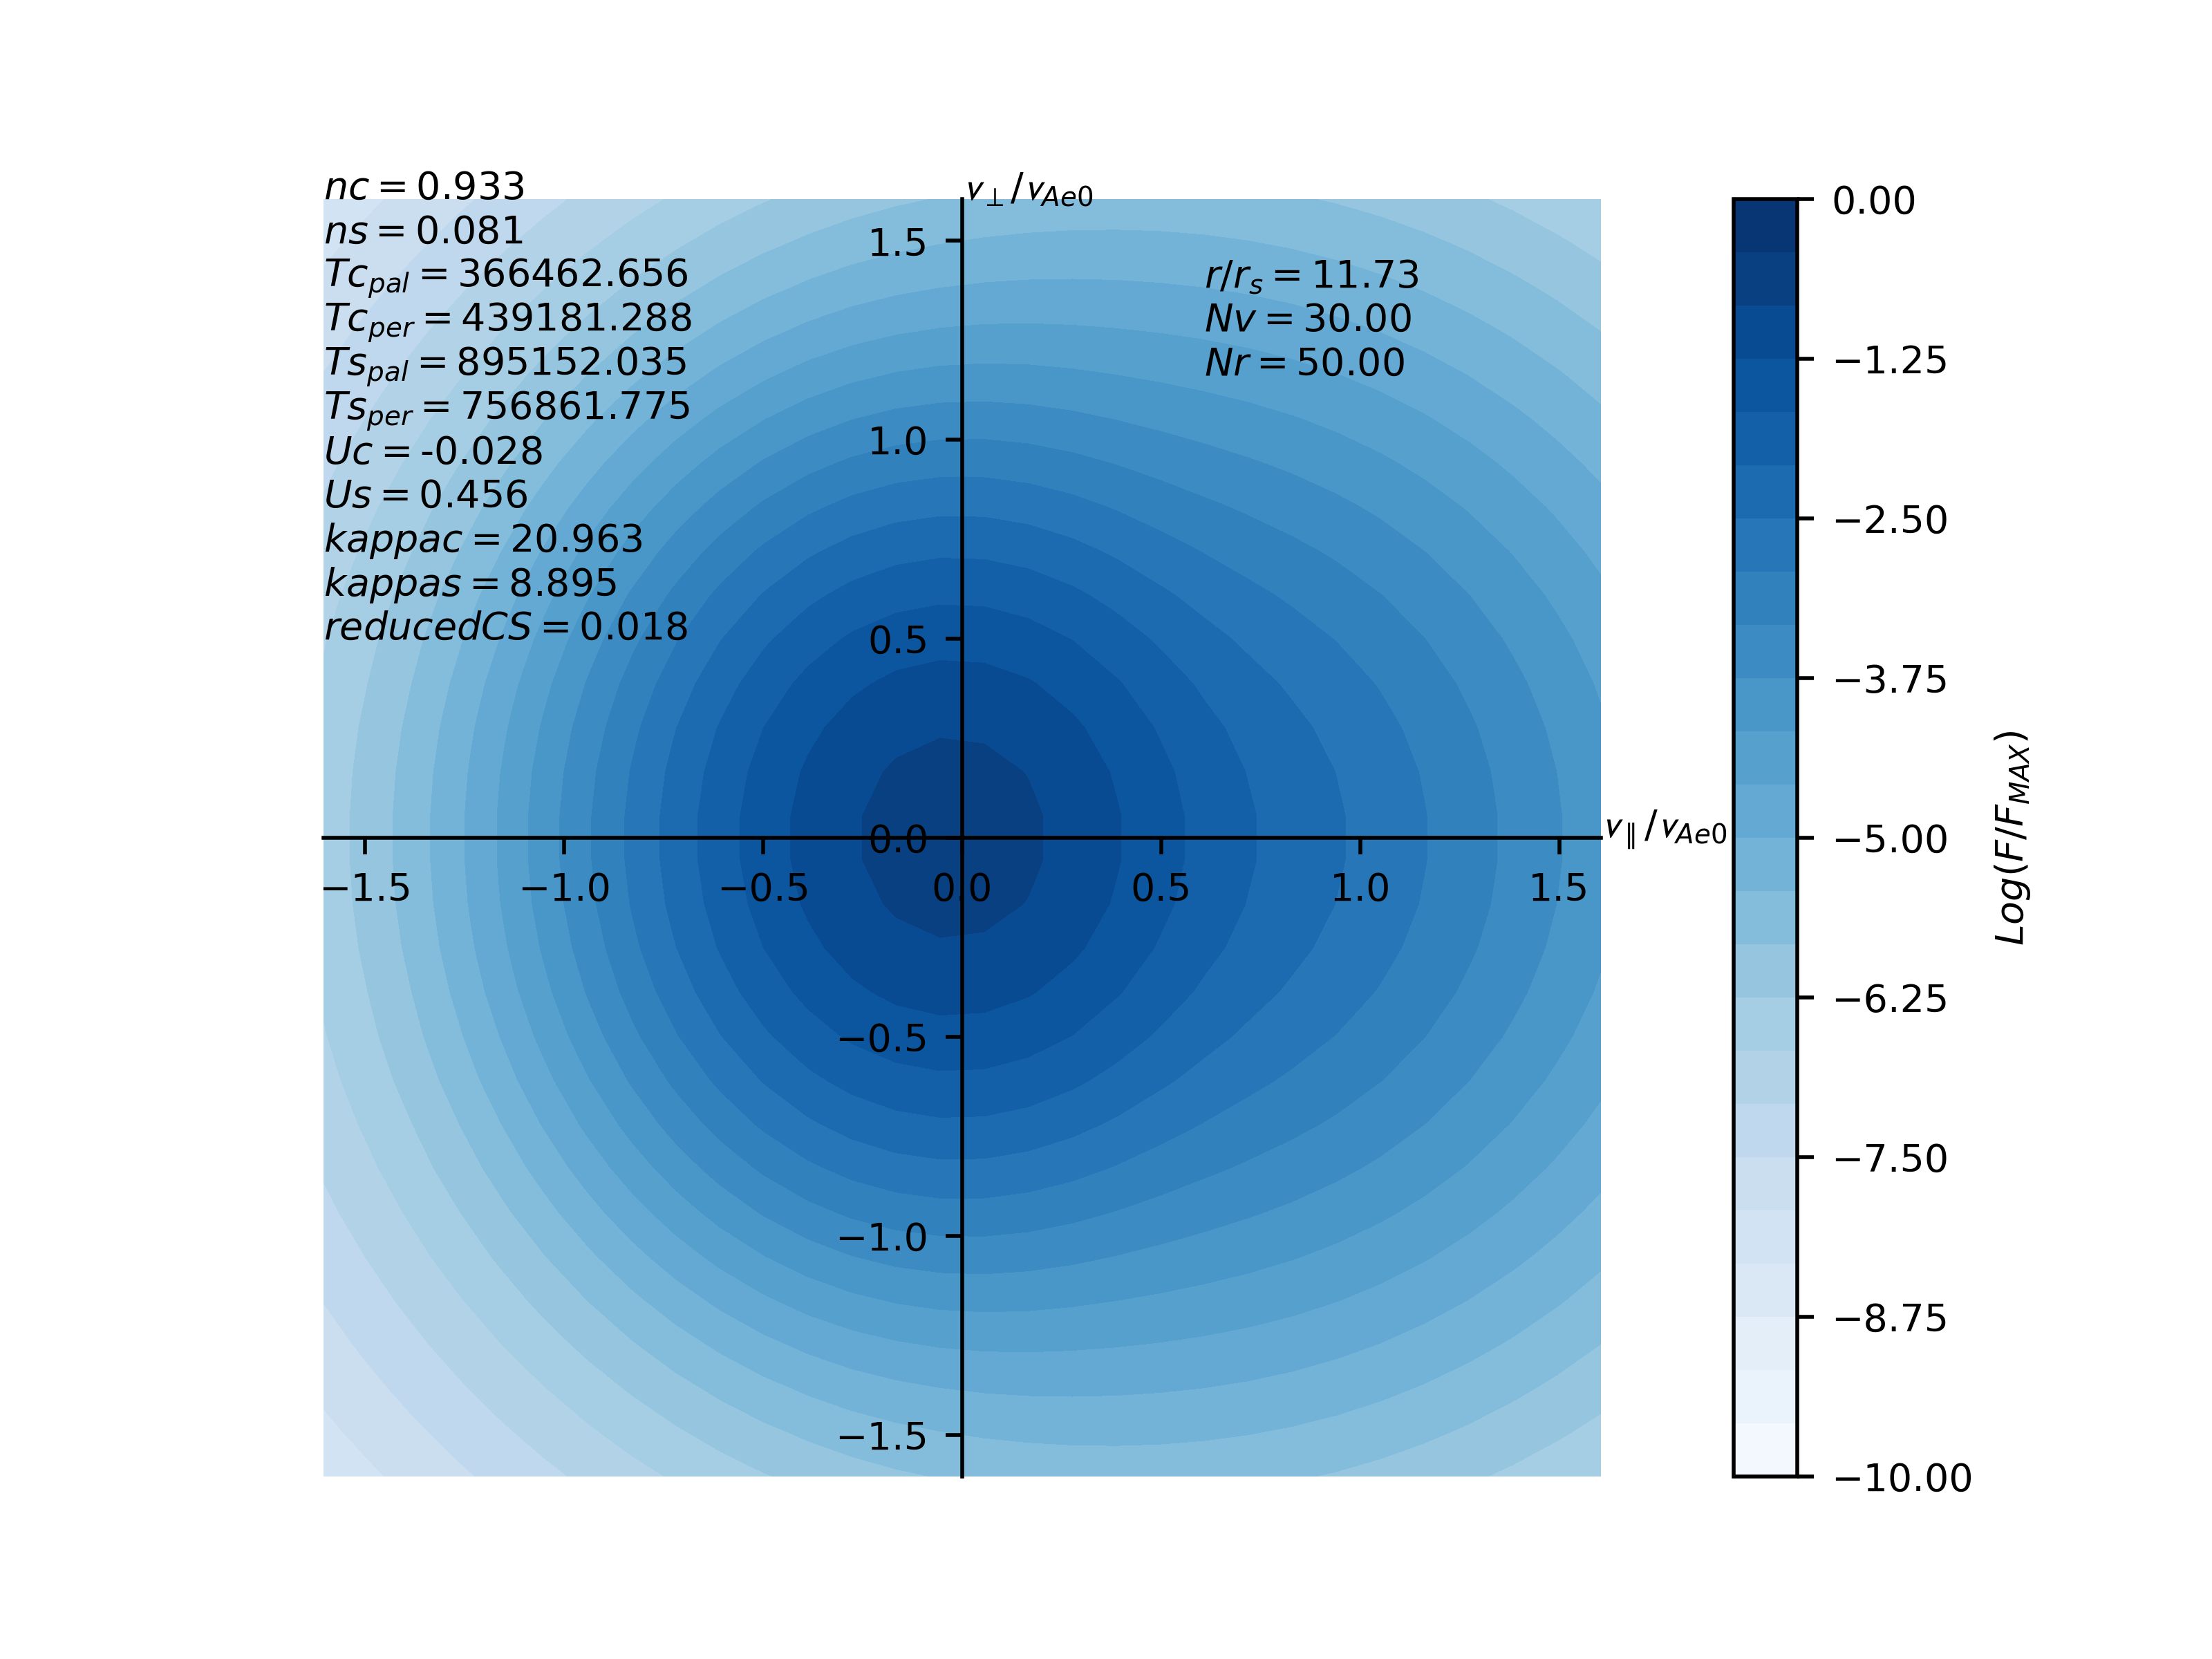 nc = 0.933
ns = 0.081
Tc_pal = 366462.656
Tc_per = 439181.288
Ts_pal = 895152.035
Ts_per = 756861.775
Uc = -0.028
Us = 0.456
kappac = 20.963
kappas = 8.895
reducedCS = 0.018
v⊥/v_Ae0
r/r_s = 11.73
Nv = 30.00
Nr = 50.00
1.5
1.0
0.5
0.0
−0.5
−1.0
−1.5
−1.5 −1.0 −0.5 0.0 0.5 1.0 1.5
v∥/v_Ae0
0.00
−1.25
−2.50
−3.75
−5.00
−6.25
−7.50
−8.75
−10.00
Log(F/F_MAX)